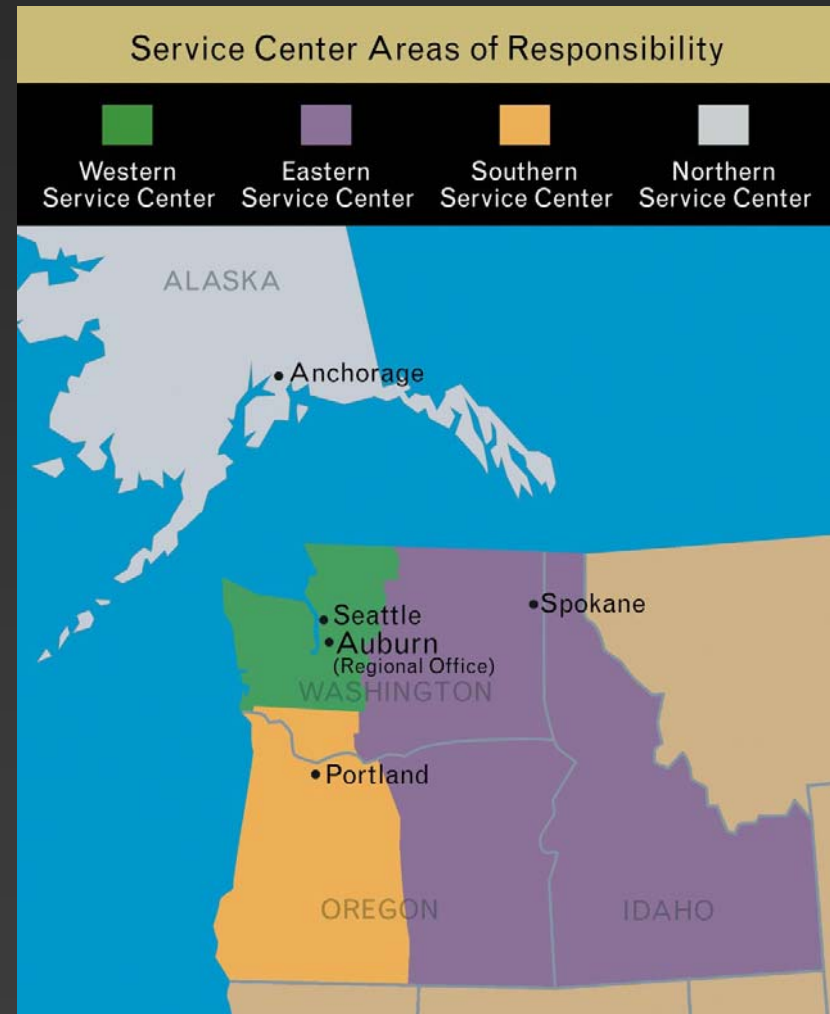 Service Center Areas of Responsibility
Western
Service Center
Eastern
Service Center
Southern
Service Center
Northern
Service Center
ALASKA
Anchorage
Spokane
Seattle
Auburn
(Regional Office)
WASHINGTON
Portland
OREGON
IDAHO